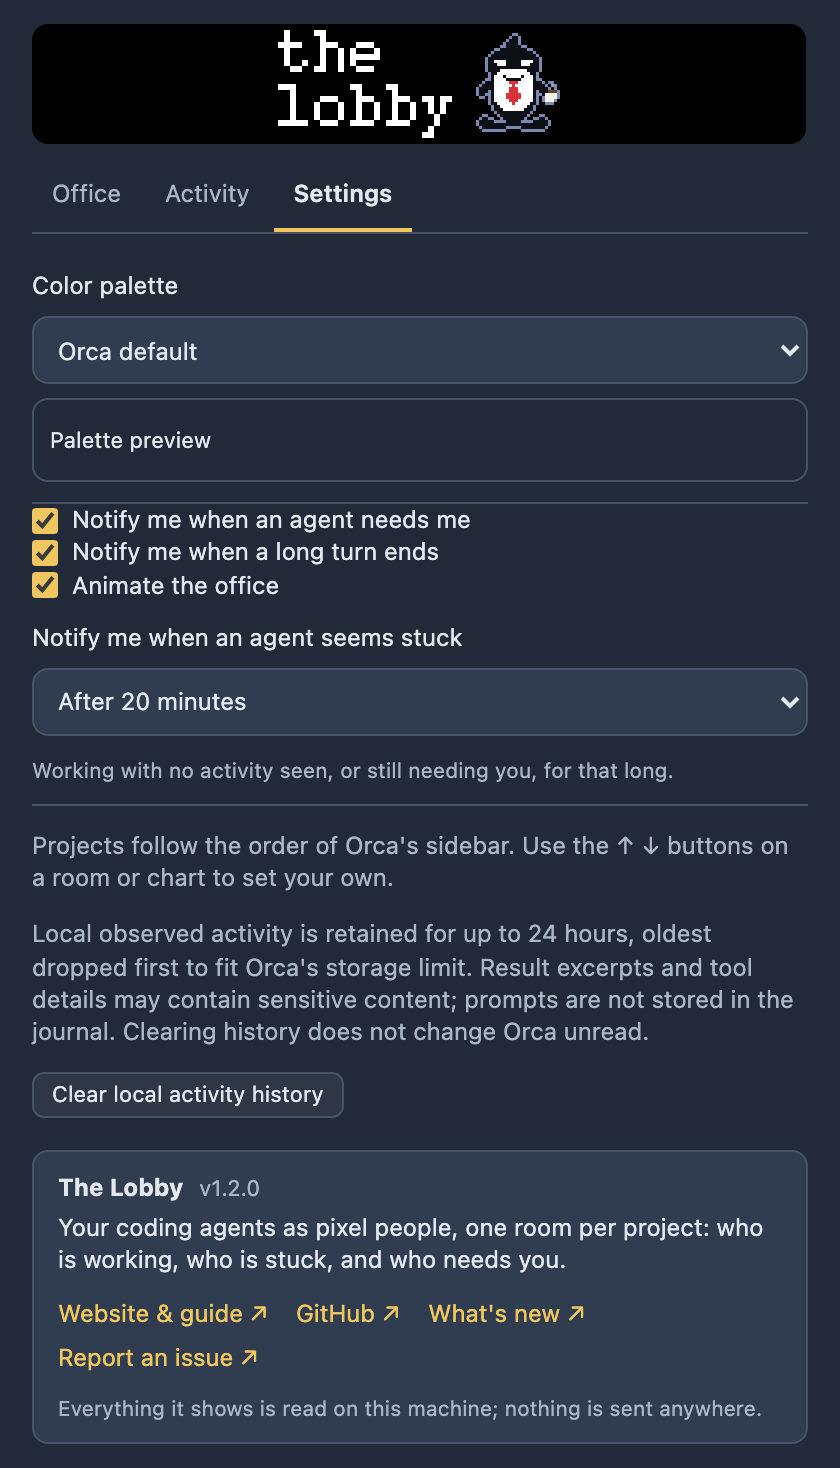 the
lobby
Office Activity Settings
Color palette
Orca default
Palette preview
Notify me when an agent needs me
Notify me when a long turn ends
Animate the office
Notify me when an agent seems stuck
After 20 minutes
Working with no activity seen, or still needing you, for that long.
Projects follow the order of Orca's sidebar. Use the ↑ ↓ buttons on
a room or chart to set your own.
Local observed activity is retained for up to 24 hours, oldest
dropped first to fit Orca's storage limit. Result excerpts and tool
details may contain sensitive content; prompts are not stored in the
journal. Clearing history does not change Orca unread.
Clear local activity history
The Lobby v1.2.0
Your coding agents as pixel people, one room per project: who
is working, who is stuck, and who needs you.
Website & guide ↗ GitHub ↗ What's new ↗
Report an issue ↗
Everything it shows is read on this machine; nothing is sent anywhere.